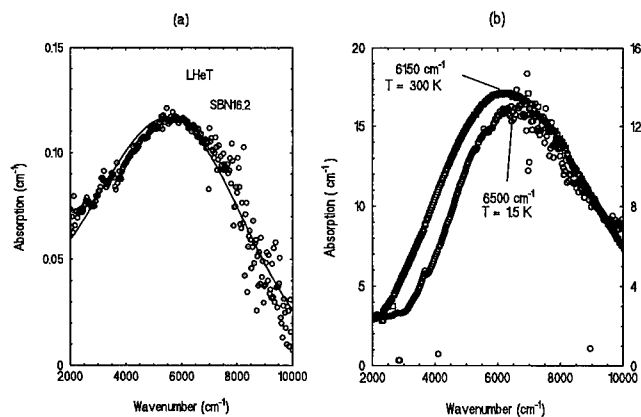 (a)
(b)
0.15
0.10
0.05
0
Absorption (cm⁻¹)
LHeT
SBN16.2
2000 4000 6000 8000 10000
Wavenumber (cm⁻¹)
20
15
10
5
0
Absorption (cm⁻¹)
6150 cm⁻¹
T = 300 K
6500 cm⁻¹
T = 15 K
16
12
8
4
0
2000 4000 6000 8000 10000
Wavenumber (cm⁻¹)